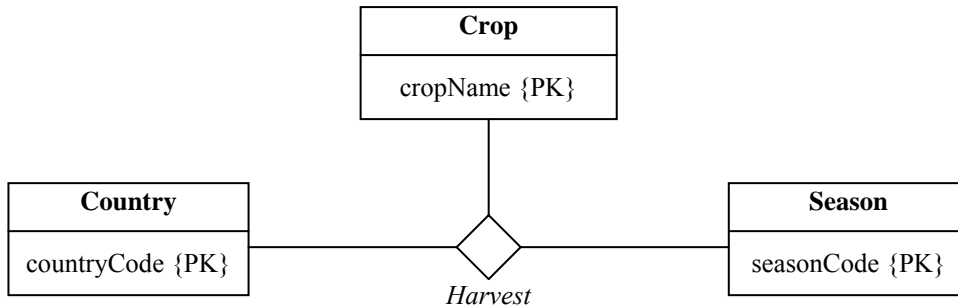 Crop
cropName {PK}
Country
countryCode {PK}
Season
seasonCode {PK}
Harvest